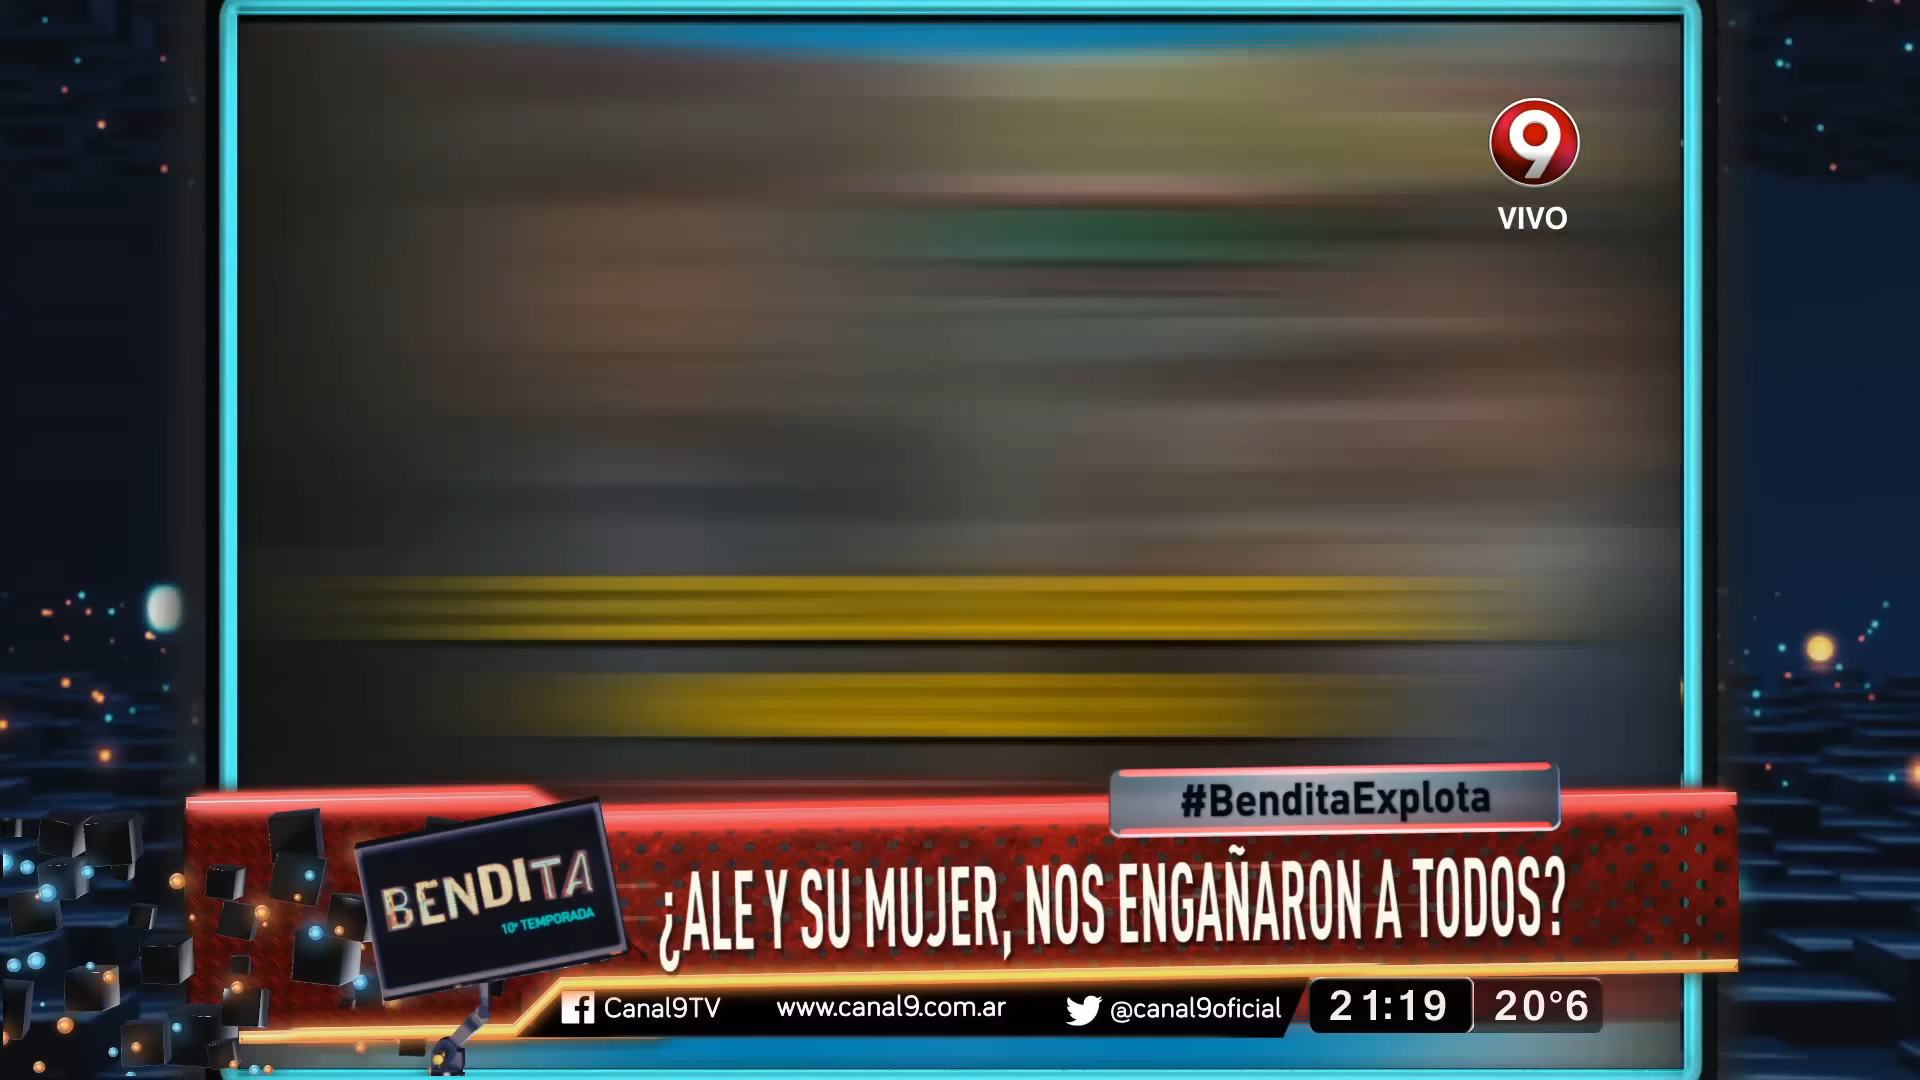 9
VIVO
#BenditaExplota
BENDITA
10ª TEMPORADA
¿ALE Y SU MUJER, NOS ENGAÑARON A TODOS?
Canal9TV
www.canal9.com.ar
@canal9oficial
21:19
20°6